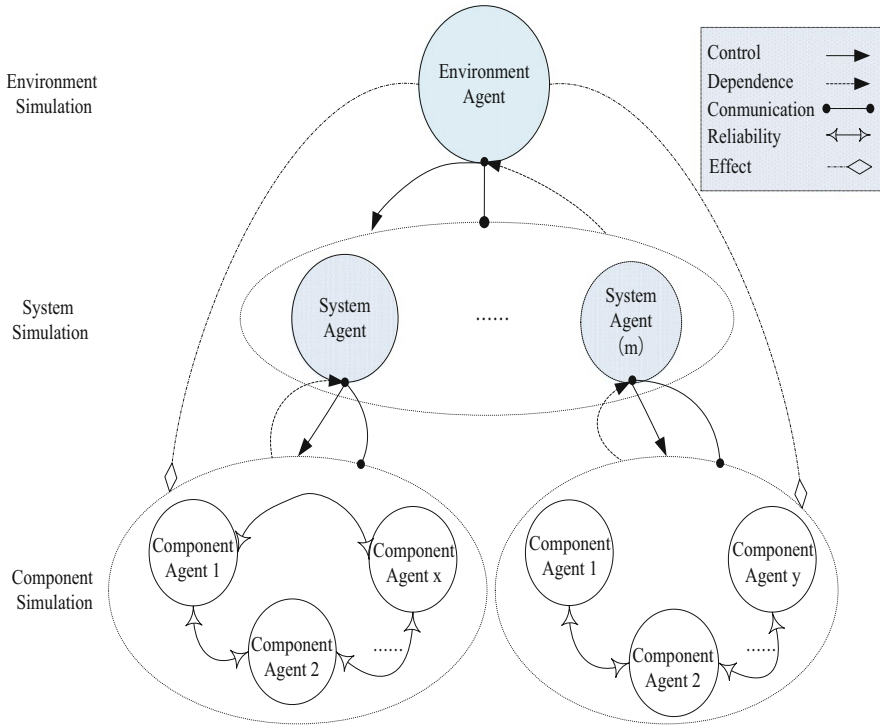 Environment
Simulation
Environment
Agent
Control
Dependence
Conmunication
Reliability
Effect
System
Simulation
System
Agent
......
System
Agent
(m)
Component
Simulation
Component
Agent 1
Component
Agent x
Component
Agent 2
......
Component
Agent 1
Component
Agent y
Component
Agent 2
......